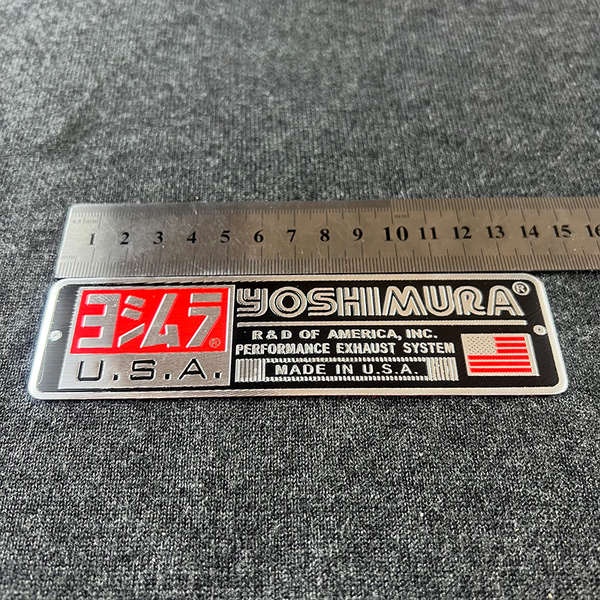 1 2 3 4 5 6 7 8 9 10 11 12 13 14 15 16
ヨシムラ®
U.S.A.
YOSHIMURA®
R & D OF AMERICA, INC.
PERFORMANCE EXHAUST SYSTEM
MADE IN U.S.A.